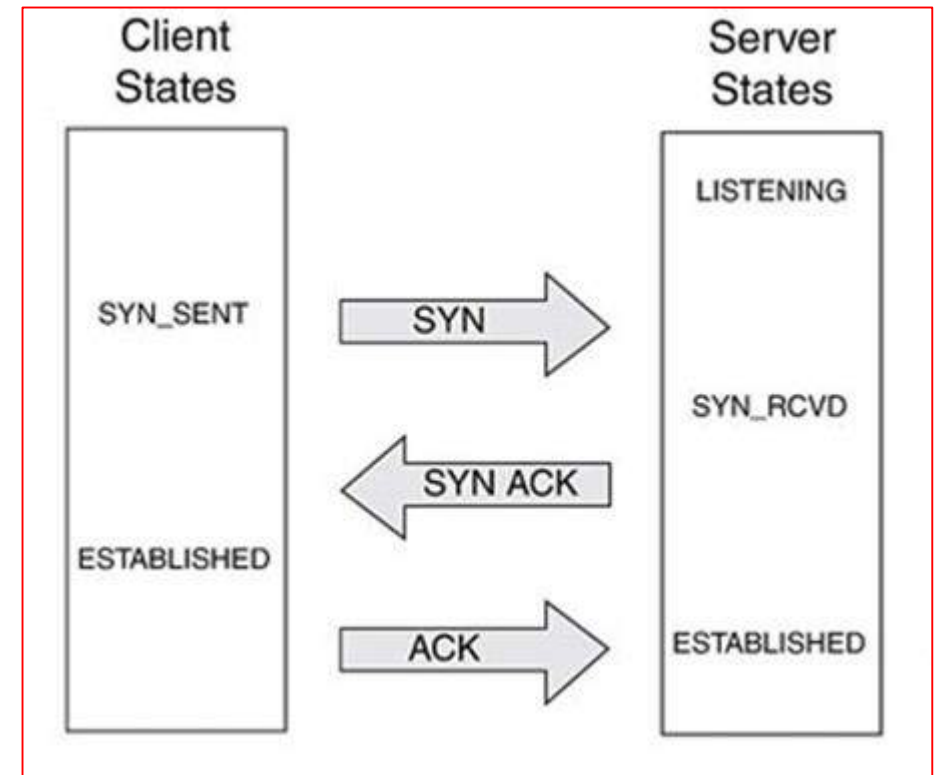 Client
States
Server
States
LISTENING
SYN_SENT
SYN
SYN_RCVD
SYN ACK
ESTABLISHED
ACK
ESTABLISHED